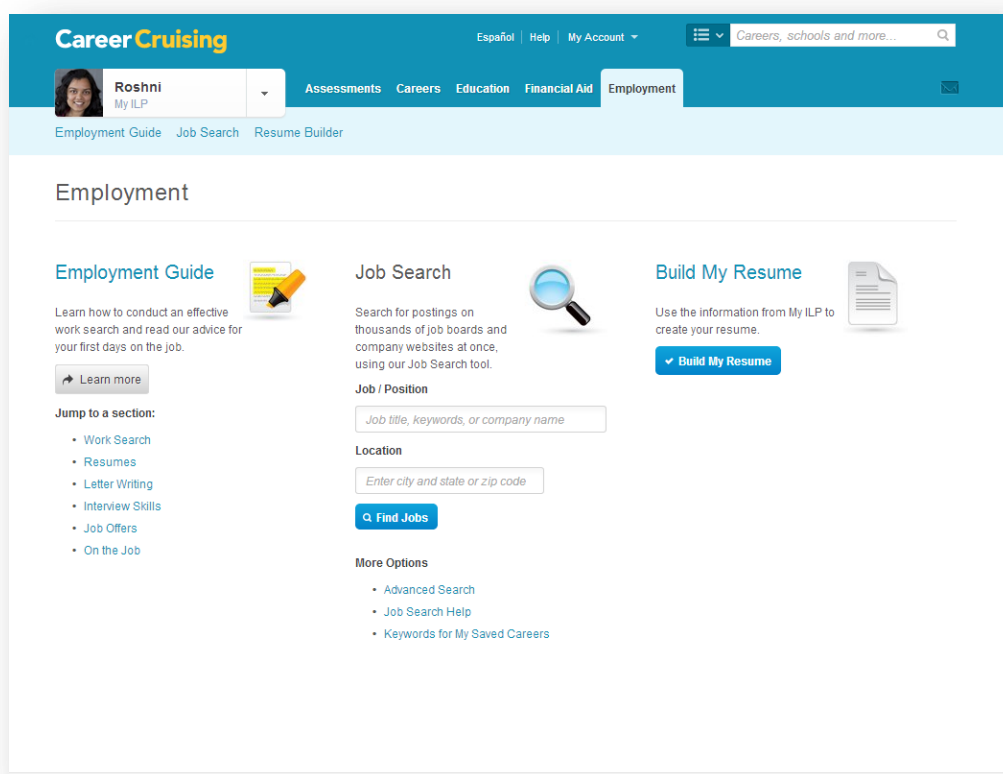 CareerCruising
Español
Help
My Account
Careers, schools and more...
Roshni
My ILP
Assessments
Careers
Education
Financial Aid
Employment
Employment Guide
Job Search
Resume Builder
Employment
Employment Guide
Learn how to conduct an effective
work search and read our advice for
your first days on the job.
Learn more
Jump to a section:
• Work Search
• Resumes
• Letter Writing
• Interview Skills
• Job Offers
• On the Job
Job Search
Search for postings on
thousands of job boards and
company websites at once,
using our Job Search tool.
Job / Position
Job title, keywords, or company name
Location
Enter city and state or zip code
Find Jobs
More Options
• Advanced Search
• Job Search Help
• Keywords for My Saved Careers
Build My Resume
Use the information from My ILP to
create your resume.
Build My Resume